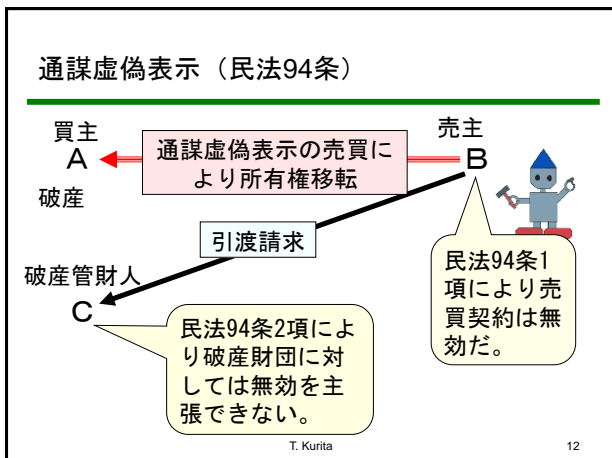 通謀虚偽表示（民法94条）
買主
売主
A
通謀虚偽表示の売買に
より所有権移転
B
破産
引渡請求
民法94条1
項により売
買契約は無
効だ。
破産管財人
C
民法94条2項によ
り破産財団に対
しては無効を主
張できない。
T. Kurita
12